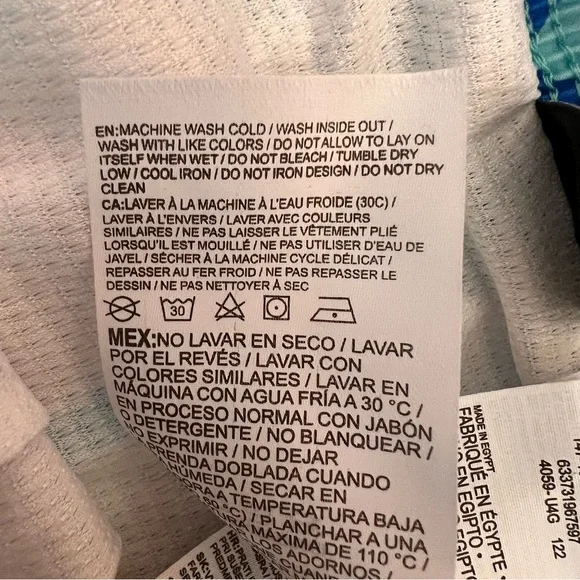 EN:MACHINE WASH COLD / WASH INSIDE OUT /
WASH WITH LIKE COLORS / DO NOT ALLOW TO LAY ON
ITSELF WHEN WET / DO NOT BLEACH / TUMBLE DRY
LOW / COOL IRON / DO NOT IRON DESIGN / DO NOT DRY
CLEAN
CA:LAVER À LA MACHINE À L'EAU FROIDE (30C) /
LAVER À L'ENVERS / LAVER AVEC COULEURS
SIMILAIRES / NE PAS LAISSER LE VÊTEMENT PLIÉ
LORSQU'IL EST MOUILLÉ / NE PAS UTILISER D'EAU DE
JAVEL / SÉCHER À LA MACHINE CYCLE DÉLICAT /
REPASSER AU FER FROID / NE PAS REPASSER LE
DESSIN / NE PAS NETTOYER À SEC
30
MEX:NO LAVAR EN SECO / LAVAR
POR EL REVÉS / LAVAR CON
COLORES SIMILARES / LAVAR EN
MÁQUINA CON AGUA FRÍA A 30 °C /
EN PROCESO NORMAL CON JABÓN
O DETERGENTE / NO BLANQUEAR /
NO EXPRIMIR / NO DEJAR
PRENDA DOBLADA CUANDO
HÚMEDA / SECAR EN
A TEMPERATURA BAJA
°C) / PLANCHAR A UNA
MÁXIMA DE 110 °C /
LOS ADORNOS /
CUANDO
MADE IN EGYPT
FABRIQUÉ EN ÉGYPTE
EN EGIPTO •
EGIPTO
633731967597
4059-U4G 122